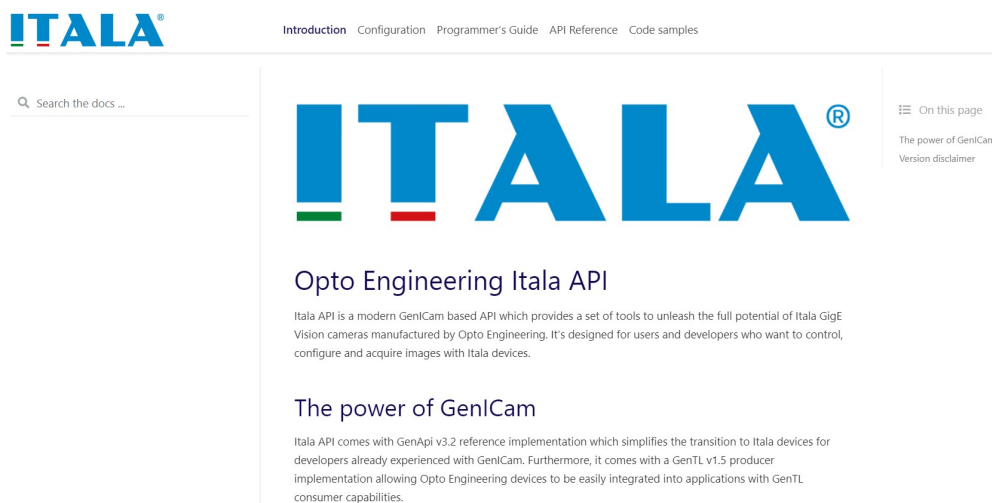 ITALA®
Introduction Configuration Programmer's Guide API Reference Code samples
Search the docs ...
ITALA®
On this page
The power of GenICam
Version disclaimer
Opto Engineering Itala API
Itala API is a modern GenICam based API which provides a set of tools to unleash the full potential of Itala GigE
Vision cameras manufactured by Opto Engineering. It's designed for users and developers who want to control,
configure and acquire images with Itala devices.
The power of GenICam
Itala API comes with GenApi v3.2 reference implementation which simplifies the transition to Itala devices for
developers already experienced with GenICam. Furthermore, it comes with a GenTL v1.5 producer
implementation allowing Opto Engineering devices to be easily integrated into applications with GenTL
consumer capabilities.